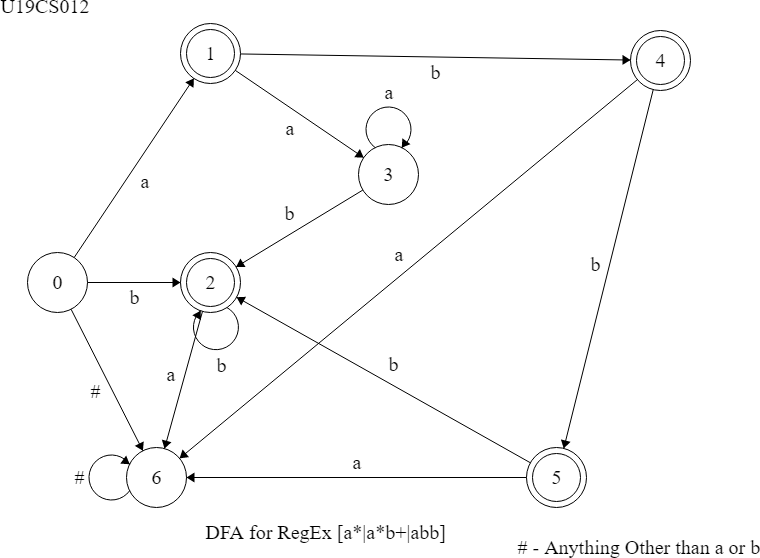 U19CS012
1
b
4
a
a
3
a
b
a
b
0
b
2
a
b
b
#
a
#
6
a
5
DFA for RegEx [a*|a*b+|abb]
# - Anything Other than a or b